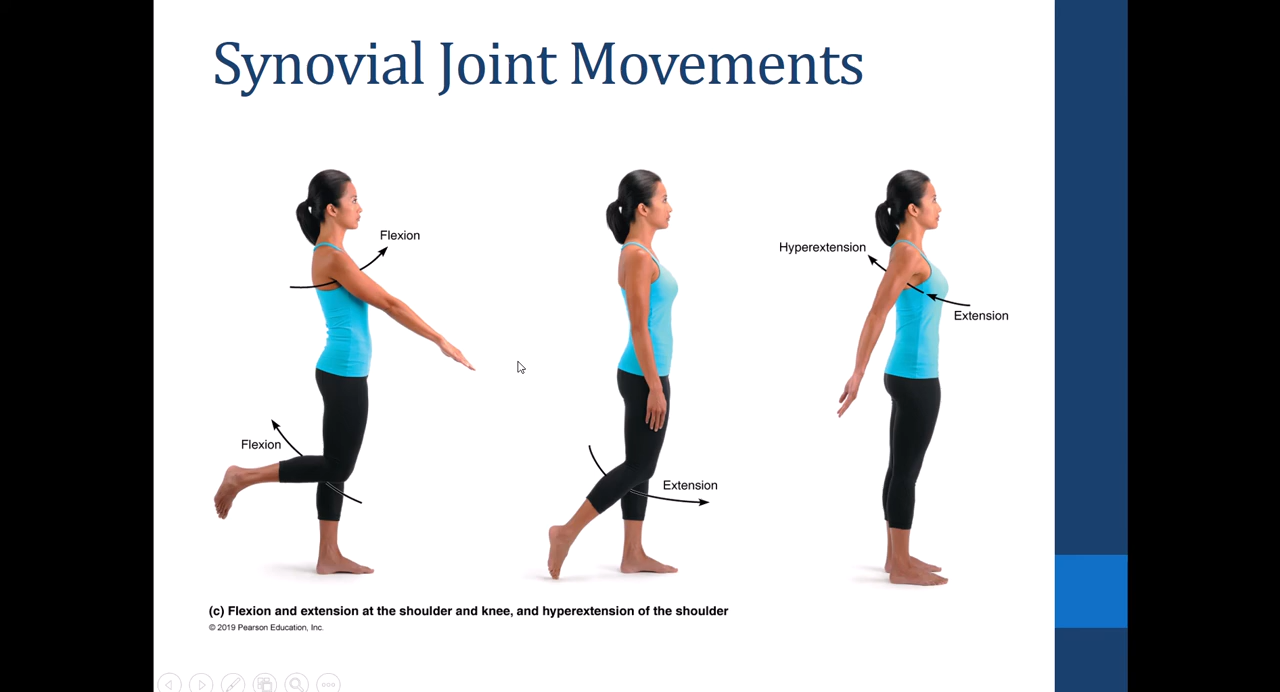 Synovial Joint Movements
Flexion
Hyperextension
Extension
Flexion
Extension
(c) Flexion and extension at the shoulder and knee, and hyperextension of the shoulder
© 2019 Pearson Education, Inc.